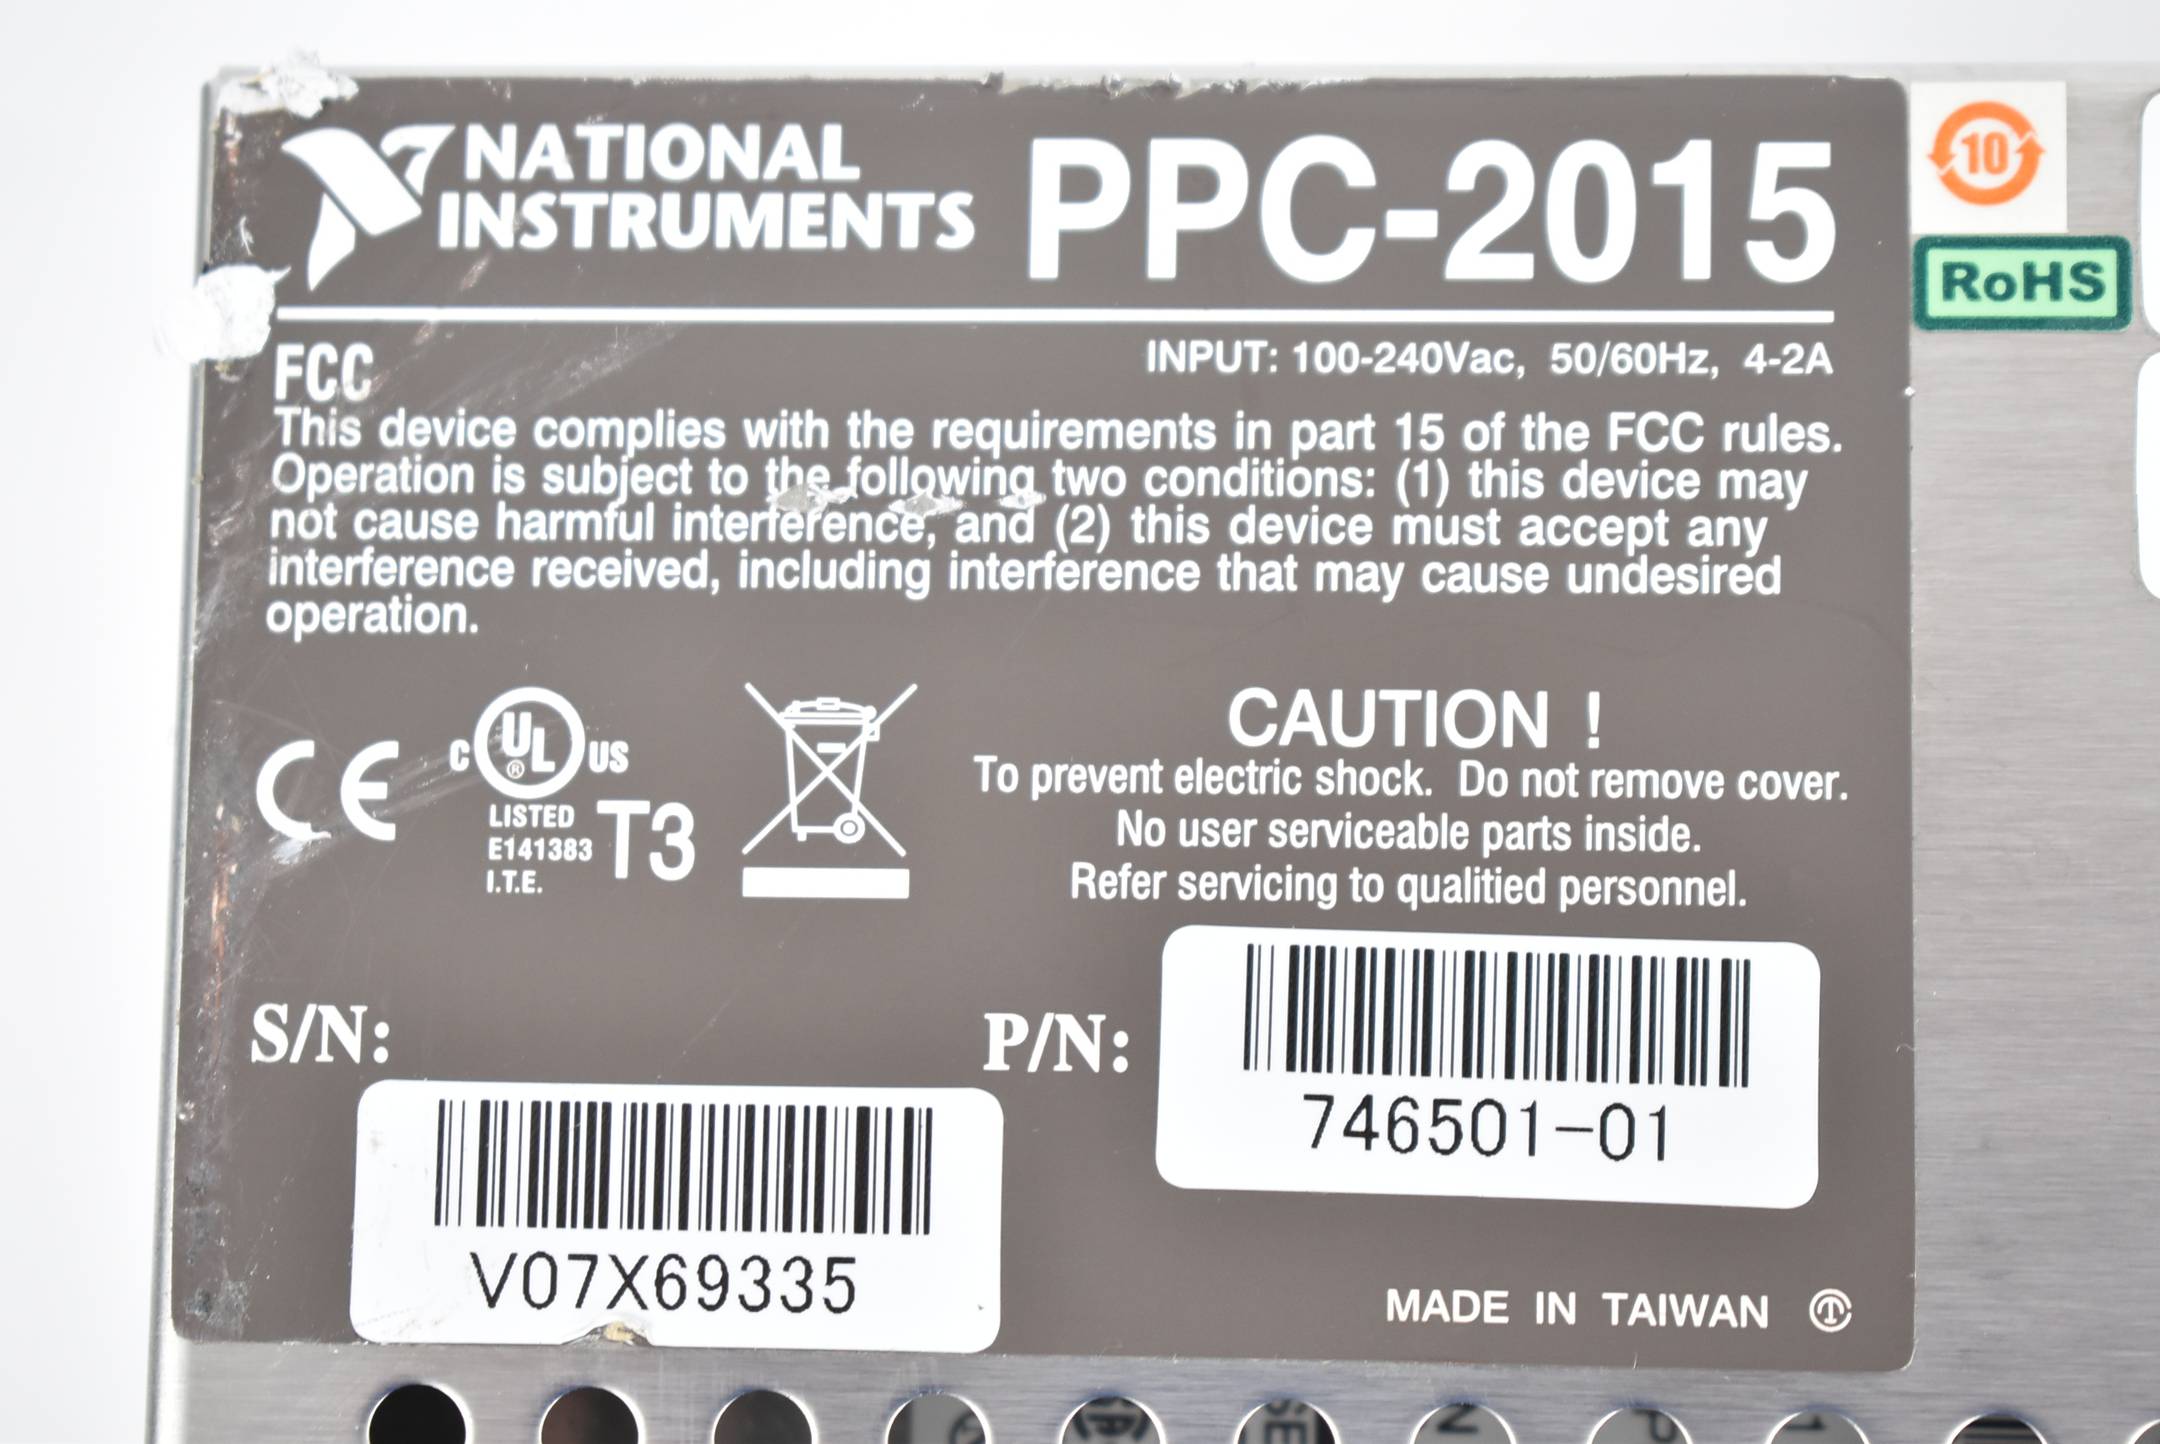 NATIONAL
INSTRUMENTS
PPC-2015
10
RoHS
INPUT: 100-240Vac, 50/60Hz, 4-2A
FCC
This device complies with the requirements in part 15 of the FCC rules.
Operation is subject to the following two conditions: (1) this device may
not cause harmful interference, and (2) this device must accept any
interference received, including interference that may cause undesired
operation.
CE
C UL® US
LISTED
E141383
I.T.E.
T3
CAUTION !
To prevent electric shock. Do not remove cover.
No user serviceable parts inside.
Refer servicing to qualitied personnel.
S/N:
V07X69335
P/N:
746501-01
MADE IN TAIWAN